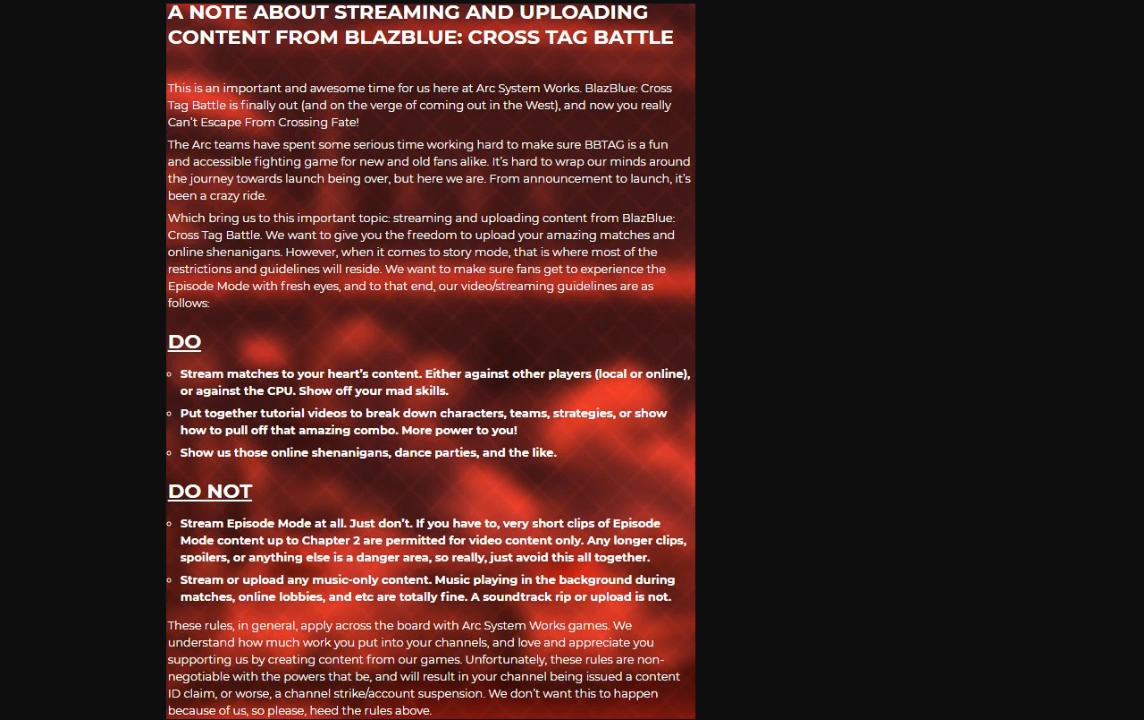 A NOTE ABOUT STREAMING AND UPLOADING
CONTENT FROM BLAZBLUE: CROSS TAG BATTLE
This is an important and awesome time for us here at Arc System Works. BlazBlue: Cross
Tag Battle is finally out (and on the verge of coming out in the West), and now you really
Can't Escape From Crossing Fate!
The Arc teams have spent some serious time working hard to make sure BBTAG is a fun
and accessible fighting game for new and old fans alike. It's hard to wrap our minds around
the journey towards launch being over, but here we are. From announcement to launch, it's
been a crazy ride.
Which bring us to this important topic: streaming and uploading content from BlazBlue:
Cross Tag Battle. We want to give you the freedom to upload your amazing matches and
online shenanigans. However, when it comes to story mode, that is where most of the
restrictions and guidelines will reside. We want to make sure fans get to experience the
Episode Mode with fresh eyes, and to that end, our video/streaming guidelines are as
follows:
DO
Stream matches to your heart's content. Either against other players (local or online),
or against the CPU. Show off your mad skills.
Put together tutorial videos to break down characters, teams, strategies, or show
how to pull off that amazing combo. More power to you!
Show us those online shenanigans, dance parties, and the like.
DO NOT
Stream Episode Mode at all. Just don't. If you have to, very short clips of Episode
Mode content up to Chapter 2 are permitted for video content only. Any longer clips,
spoilers, or anything else is a danger area, so really, just avoid this all together.
Stream or upload any music-only content. Music playing in the background during
matches, online lobbies, and etc are totally fine. A soundtrack rip or upload is not.
These rules, in general, apply across the board with Arc System Works games. We
understand how much work you put into your channels, and love and appreciate you
supporting us by creating content from our games. Unfortunately, these rules are non-
negotiable with the powers that be, and will result in your channel being issued a content
ID claim, or worse, a channel strike/account suspension. We don't want this to happen
because of us, so please, heed the rules above.